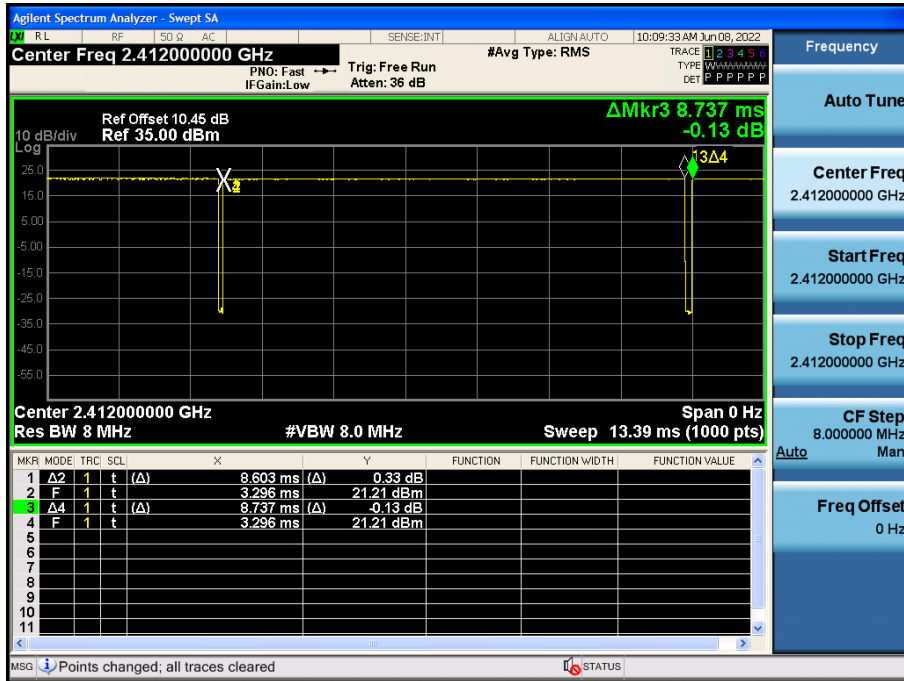 Agilent Spectrum Analyzer - Swept SA
LXI RL RF 50 Ω AC SENSE:INT ALIGN AUTO 10:09:33 AM Jun 08, 2022
Center Freq 2.412000000 GHz
PNO: Fast
IFGain:Low
Trig: Free Run
Atten: 36 dB
#Avg Type: RMS
TRACE 1 2 3 4 5 6
TYPE WWWWWW
DET P P P P P P
ΔMkr3 8.737 ms
-0.13 dB
Ref Offset 10.45 dB
10 dB/div Ref 35.00 dBm
Log
25.0
15.0
5.00
-5.00
-15.0
-25.0
-35.0
-45.0
-55.0
13Δ4
Center 2.412000000 GHz Span 0 Hz
Res BW 8 MHz #VBW 8.0 MHz Sweep 13.39 ms (1000 pts)
MKR MODE TRC SCL X Y FUNCTION FUNCTION WIDTH FUNCTION VALUE
1 Δ2 1 t (Δ) 8.603 ms (Δ) 0.33 dB
2 F 1 t 3.296 ms 21.21 dBm
3 Δ4 1 t (Δ) 8.737 ms (Δ) -0.13 dB
4 F 1 t 3.296 ms 21.21 dBm
5
6
7
8
9
10
11
MSG Points changed; all traces cleared STATUS
Frequency
Auto Tune
Center Freq
2.412000000 GHz
Start Freq
2.412000000 GHz
Stop Freq
2.412000000 GHz
CF Step
8.000000 MHz
Auto Man
Freq Offset
0 Hz